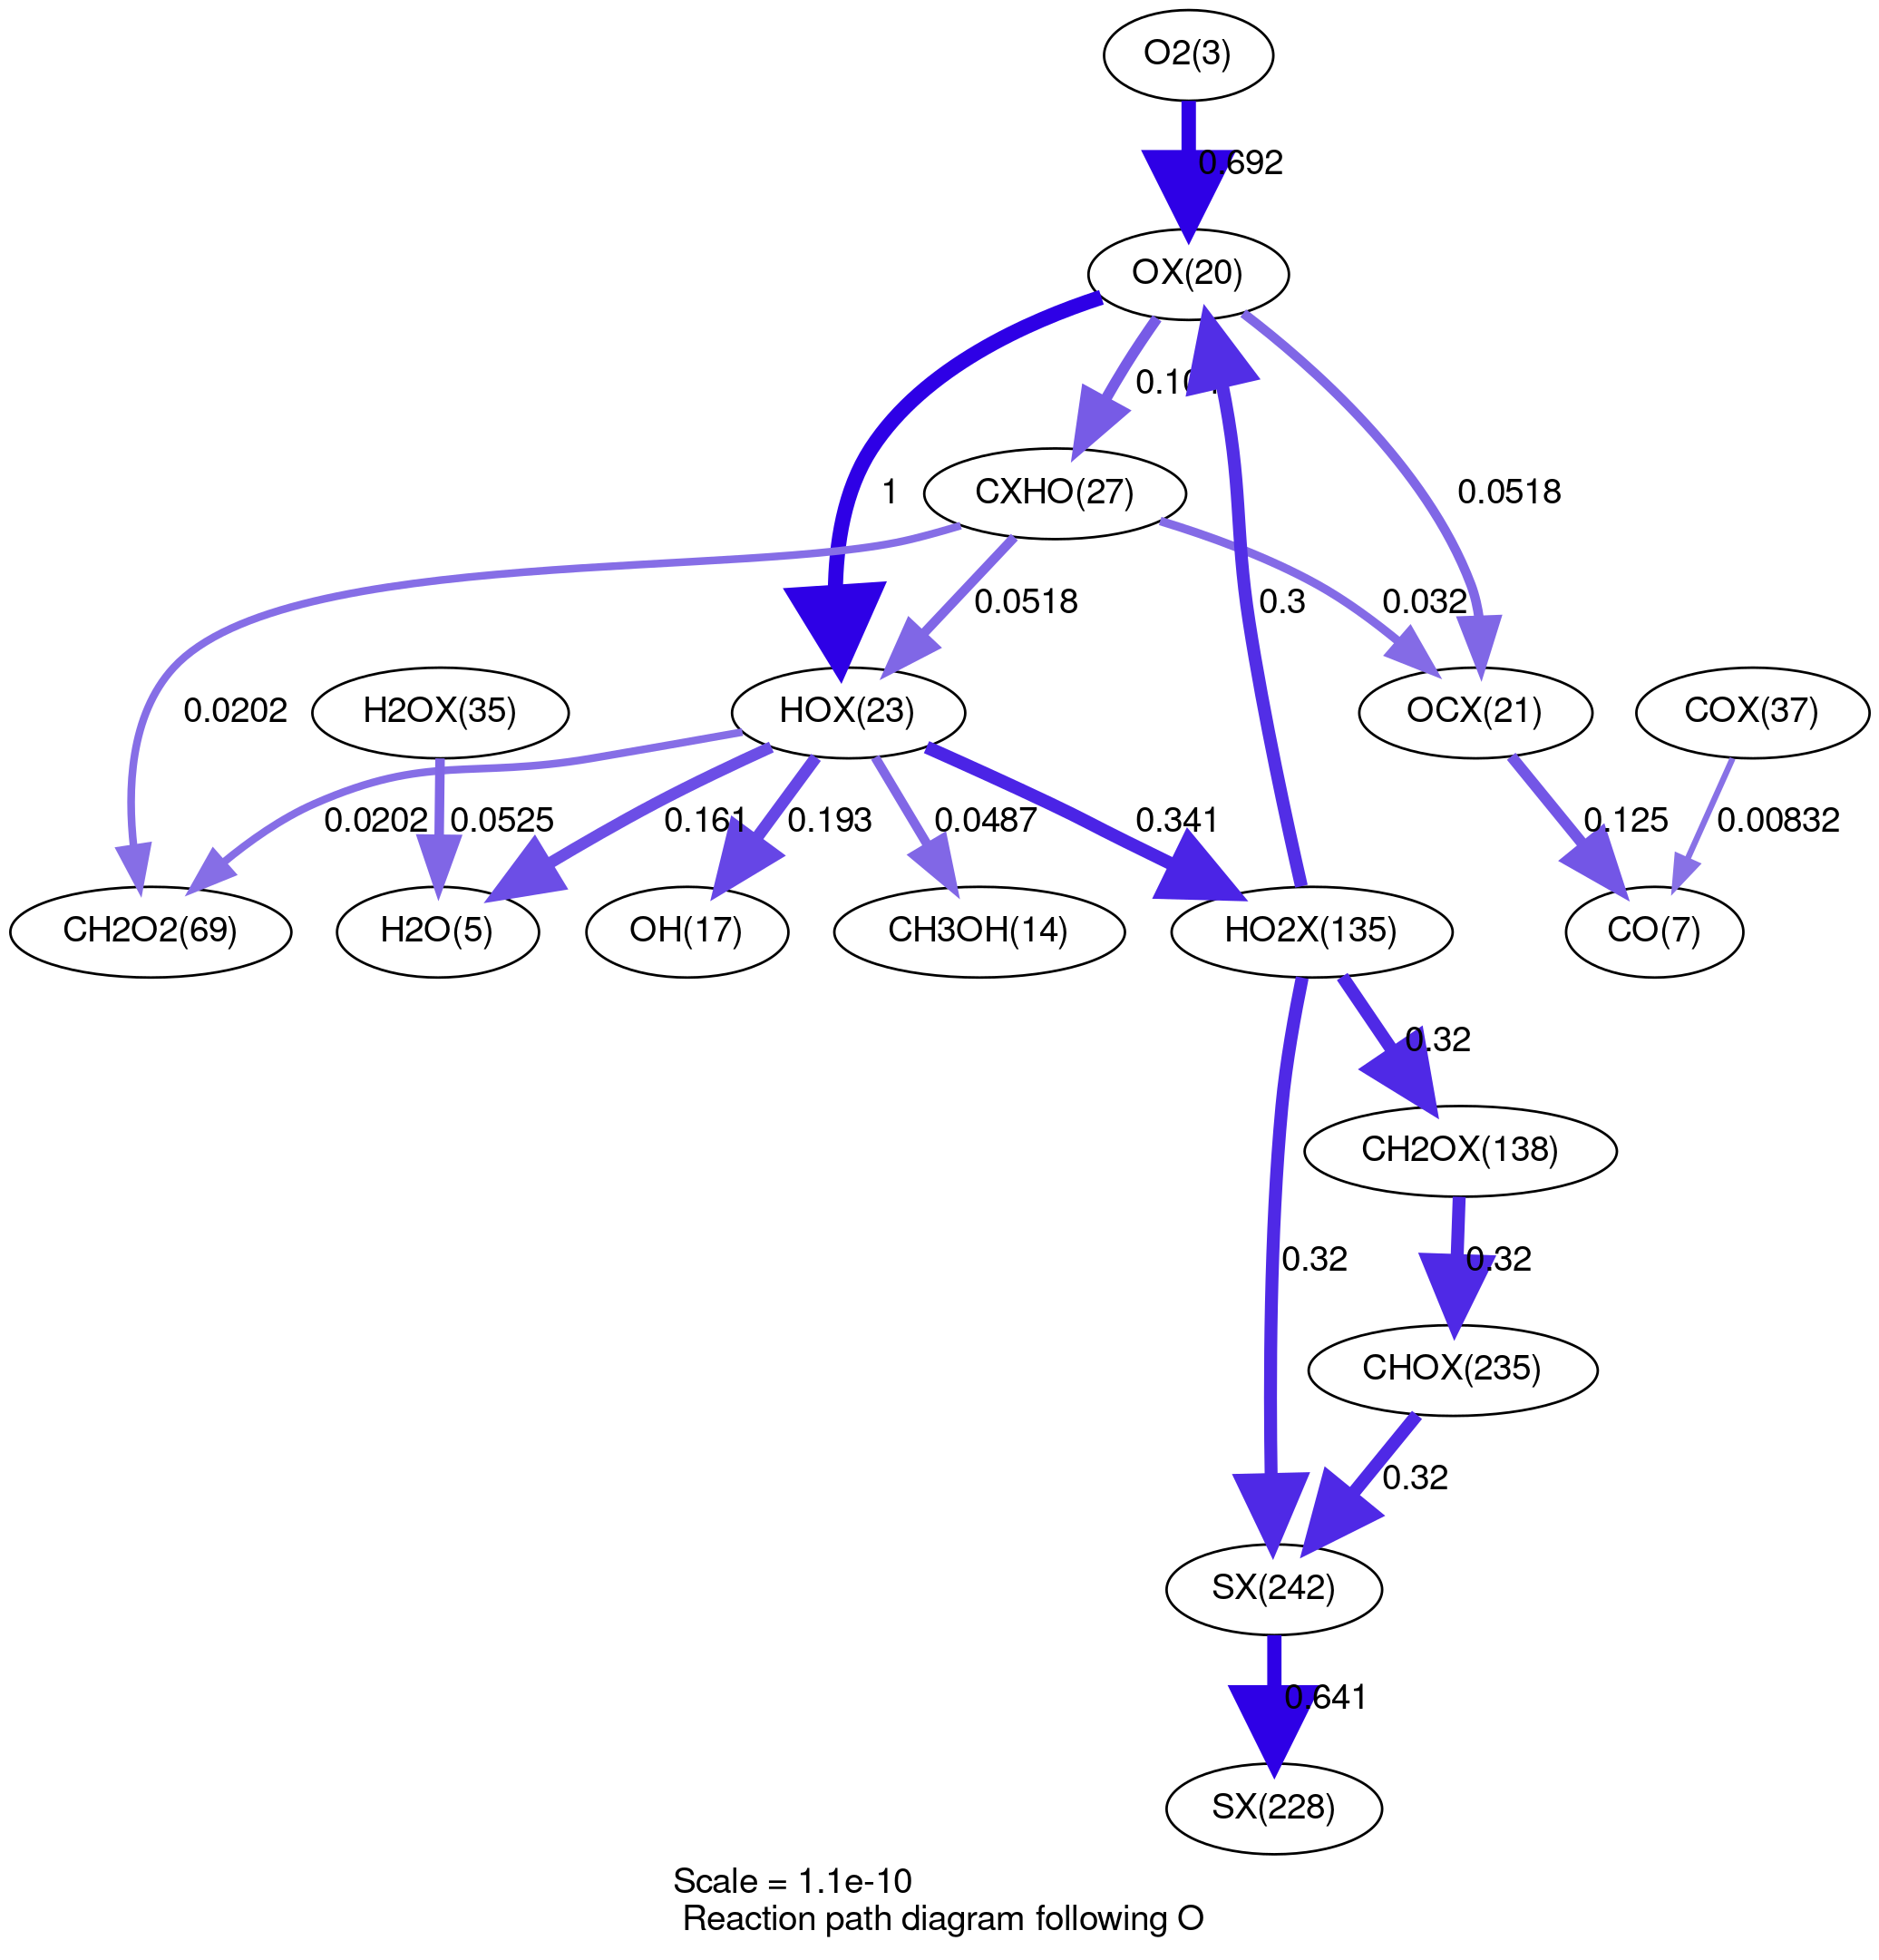 O2(3)
0.692
OX(20)
CXHO(27)
1
0.0518
0.0518
0.3
0.032
0.0202
H2OX(35)
HOX(23)
OCX(21)
COX(37)
0.0202
0.0525
0.161
0.193
0.0487
0.341
0.125
0.00832
CH2O2(69)
H2O(5)
OH(17)
CH3OH(14)
HO2X(135)
CO(7)
0.32
CH2OX(138)
0.32
0.32
CHOX(235)
0.32
SX(242)
0.641
SX(228)
Scale = 1.1e-10
Reaction path diagram following O